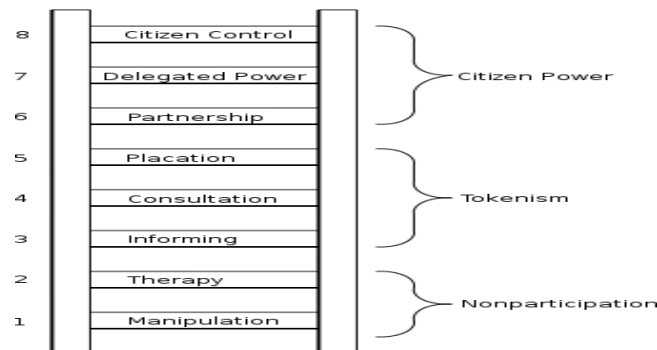 8 Citizen Control
7 Delegated Power Citizen Power
6 Partnership
5 Placation
4 Consultation Tokenism
3 Informing
2 Therapy
Nonparticipation
1 Manipulation